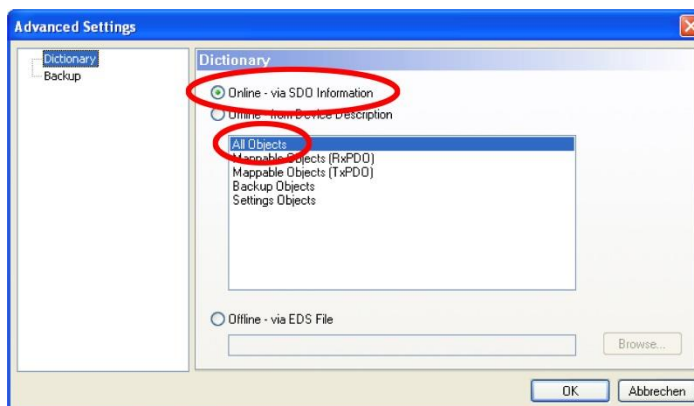 Advanced Settings
Dictionary
Backup
Dictionary
Online - via SDO Information
Offline - from Device Description
All Objects
Mappable Objects (RxPDO)
Mappable Objects (TxPDO)
Backup Objects
Settings Objects
Offline - via EDS File
Browse...
OK
Abbrechen